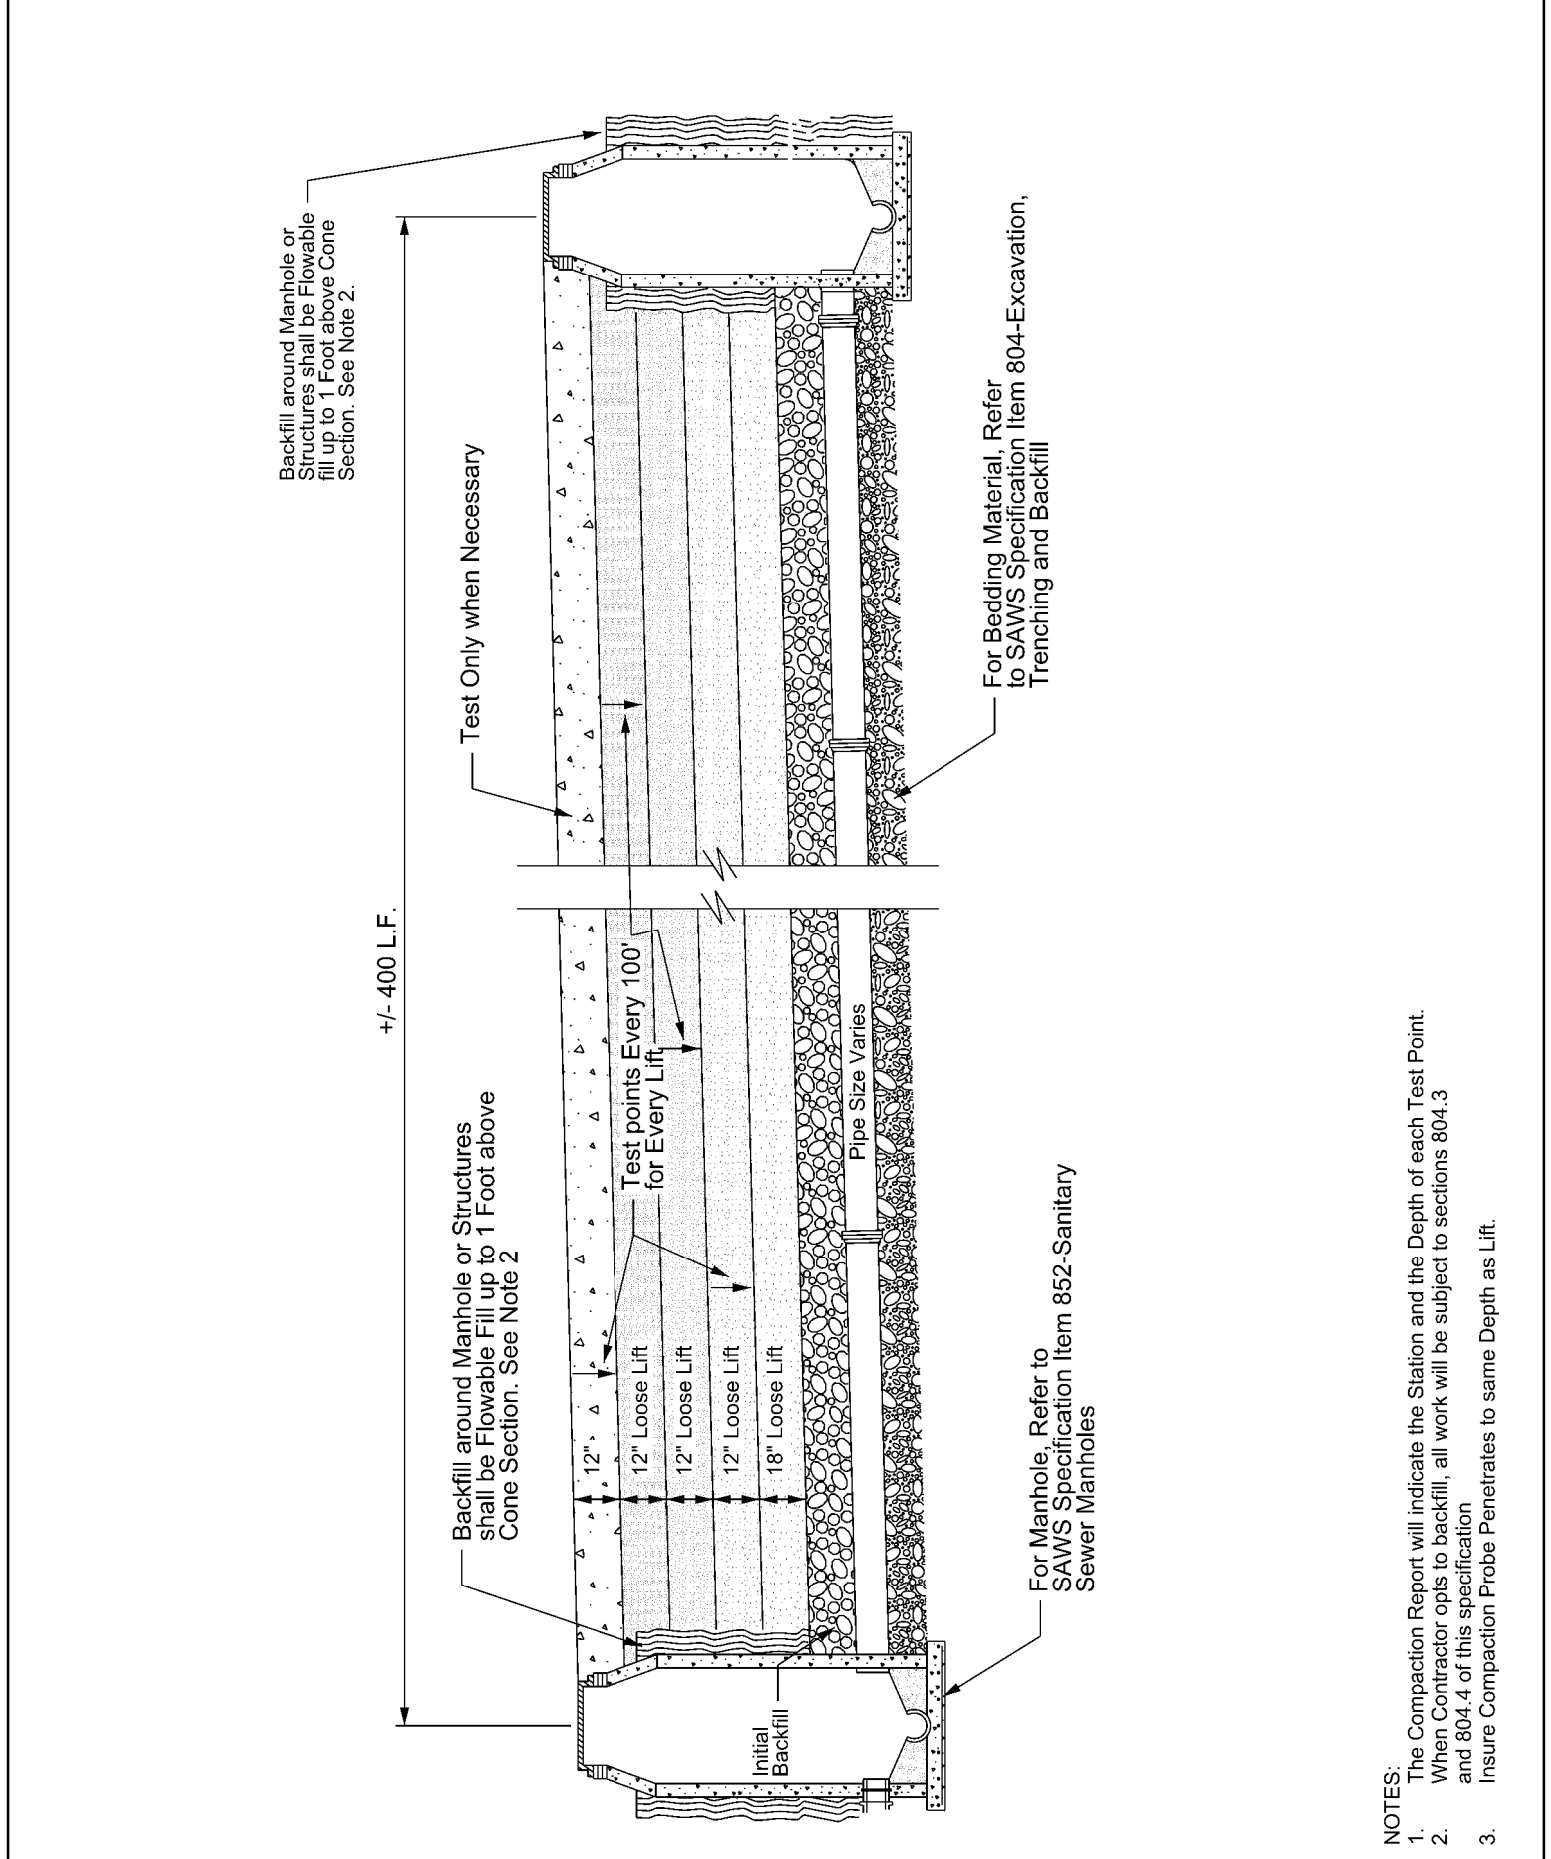 Backfill around Manhole or
Structures shall be Flowable
fill up to 1 Foot above Cone
Section. See Note 2.
+/- 400 L.F.
Test Only when Necessary
Backfill around Manhole or Structures
shall be Flowable Fill up to 1 Foot above
Cone Section. See Note 2
Test points Every 100'
for Every Lift
12"
12" Loose Lift
12" Loose Lift
12" Loose Lift
18" Loose Lift
Pipe Size Varies
Initial
Backfill
For Bedding Material, Refer
to SAWS Specification Item 804-Excavation,
Trenching and Backfill
For Manhole, Refer to
SAWS Specification Item 852-Sanitary
Sewer Manholes
NOTES:
1. The Compaction Report will indicate the Station and the Depth of each Test Point.
2. When Contractor opts to backfill, all work will be subject to sections 804.3
and 804.4 of this specification
3. Insure Compaction Probe Penetrates to same Depth as Lift.